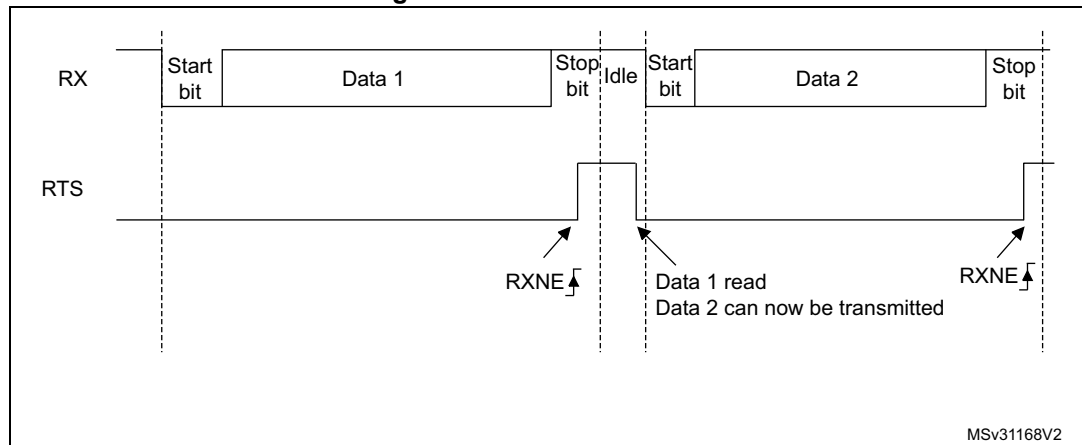 RX
Start
bit
Data 1
Stop
bit
Idle
Start
bit
Data 2
Stop
bit
RTS
RXNE
Data 1 read
Data 2 can now be transmitted
RXNE
MSv31168V2